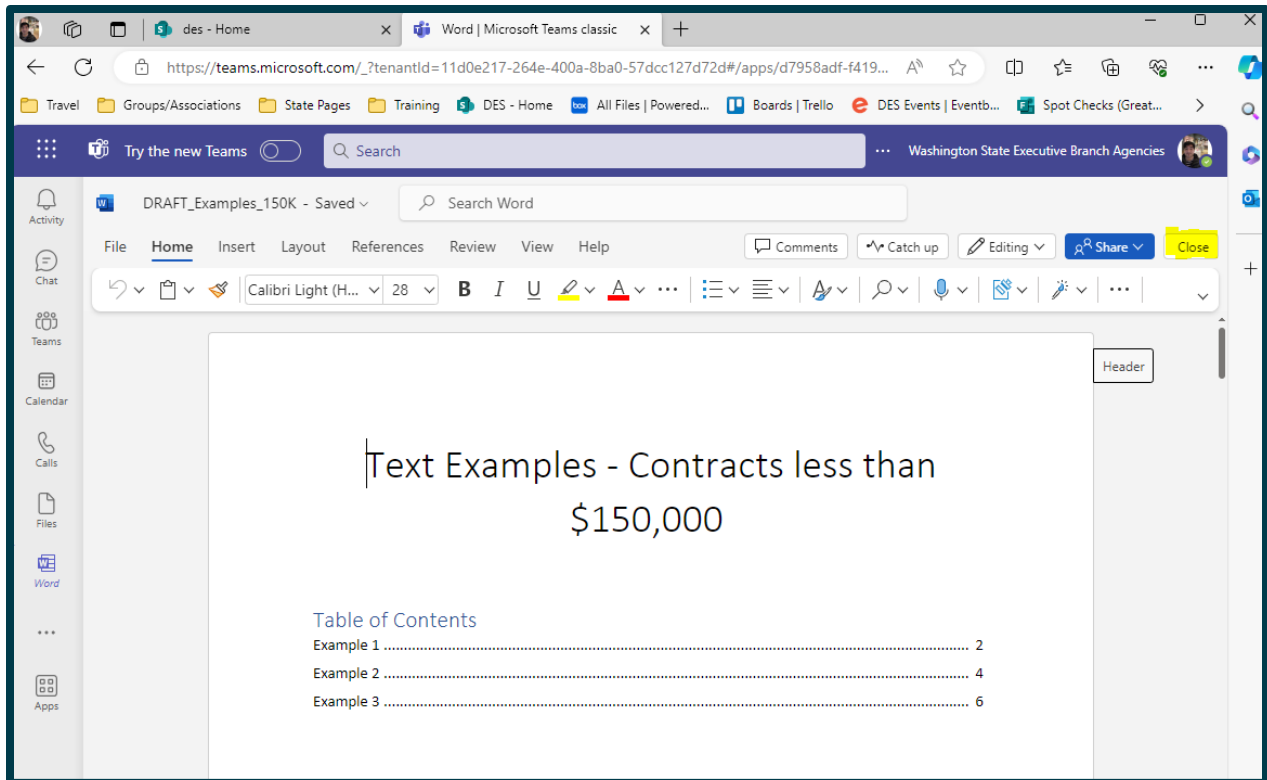 des - Home
Word | Microsoft Teams classic
https://teams.microsoft.com/_?tenantId=11d0e217-264e-400a-8ba0-57dcc127d72d#/apps/d7958adf-f419...
Travel Groups/Associations State Pages Training DES - Home box All Files | Powered... Boards | Trello DES Events | Eventb... Spot Checks (Great...
Try the new Teams Search ... Washington State Executive Branch Agencies
Activity
Chat
Teams
Calendar
Calls
Files
Word
Apps
DRAFT_Examples_150K - Saved Search Word
File Home Insert Layout References Review View Help Comments Catch up Editing Share Close
Calibri Light (H... 28 B I U A
Header
Text Examples - Contracts less than
$150,000
Table of Contents
Example 1 ........................................ 2
Example 2 ........................................ 4
Example 3 ........................................ 6